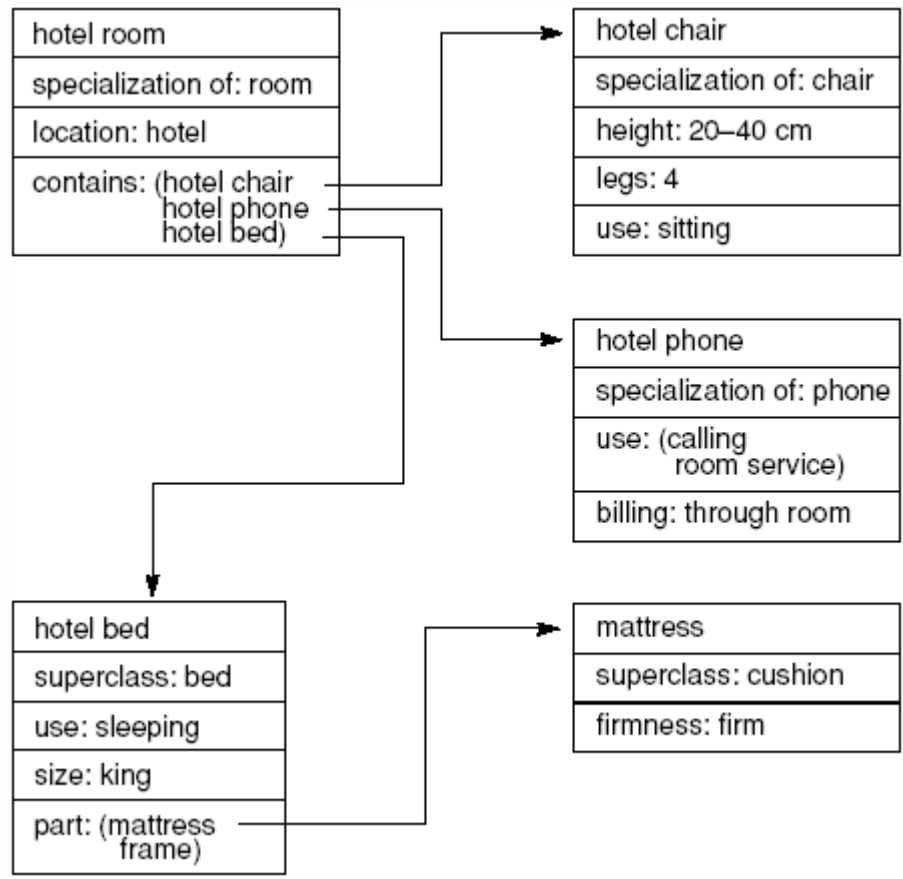 hotel room
specialization of: room
location: hotel
contains: (hotel chair
hotel phone
hotel bed)
hotel chair
specialization of: chair
height: 20–40 cm
legs: 4
use: sitting
hotel phone
specialization of: phone
use: (calling
room service)
billing: through room
hotel bed
superclass: bed
use: sleeping
size: king
part: (mattress
frame)
mattress
superclass: cushion
firmness: firm